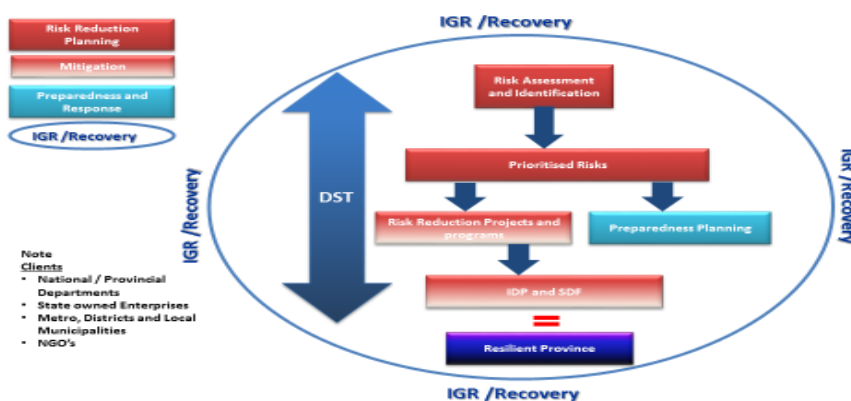 IGR /Recovery
Risk Reduction
Planning
Mitigation
Preparedness and
Response
IGR /Recovery
Risk Assessment
and Identification
Prioritised Risks
DST
IGR /Recovery
IGR /Recovery
Risk Reduction Projects and
programs
Preparedness Planning
Note
Clients
• National / Provincial
Departments
• State owned Enterprises
• Metro, Districts and Local
Municipalities
• NGO's
IDP and SDF
=
Resilient Province
IGR /Recovery